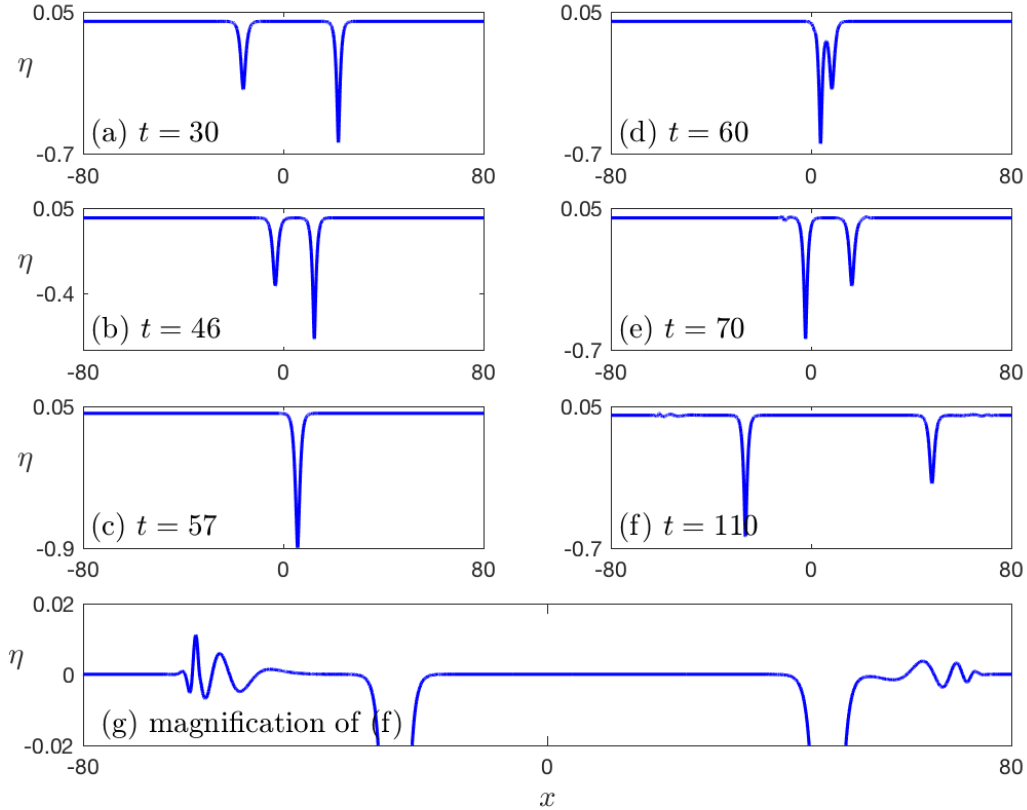 0.05
η
(a) t = 30
-0.7
-80 0 80
0.05
(d) t = 60
-0.7
-80 0 80
0.05
η
-0.4
(b) t = 46
-80 0 80
0.05
(e) t = 70
-0.7
-80 0 80
0.05
η
(c) t = 57
-0.9
-80 0 80
0.05
(f) t = 110
-0.7
-80 0 80
0.02
η
0
(g) magnification of (f)
-0.02
-80 0 80
x